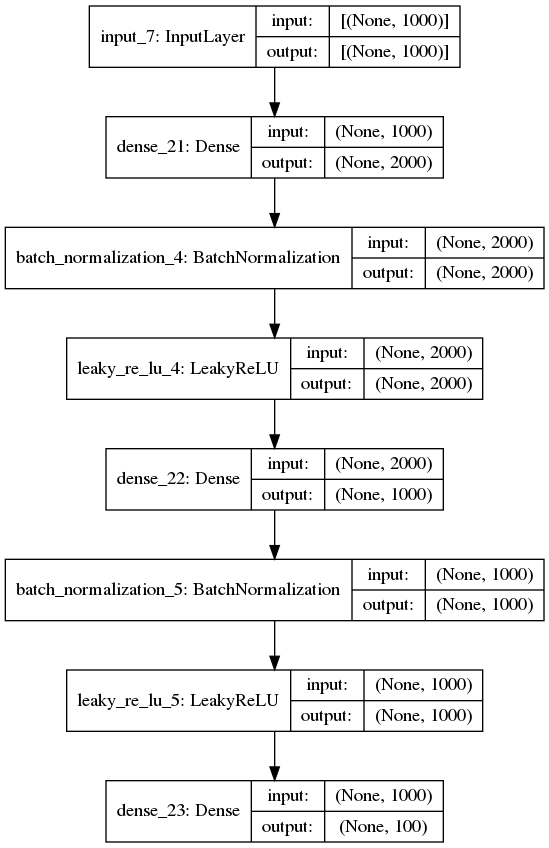 input_7: InputLayer
input: [(None, 1000)]
output: [(None, 1000)]
dense_21: Dense
input: (None, 1000)
output: (None, 2000)
batch_normalization_4: BatchNormalization
input: (None, 2000)
output: (None, 2000)
leaky_re_lu_4: LeakyReLU
input: (None, 2000)
output: (None, 2000)
dense_22: Dense
input: (None, 2000)
output: (None, 1000)
batch_normalization_5: BatchNormalization
input: (None, 1000)
output: (None, 1000)
leaky_re_lu_5: LeakyReLU
input: (None, 1000)
output: (None, 1000)
dense_23: Dense
input: (None, 1000)
output: (None, 100)